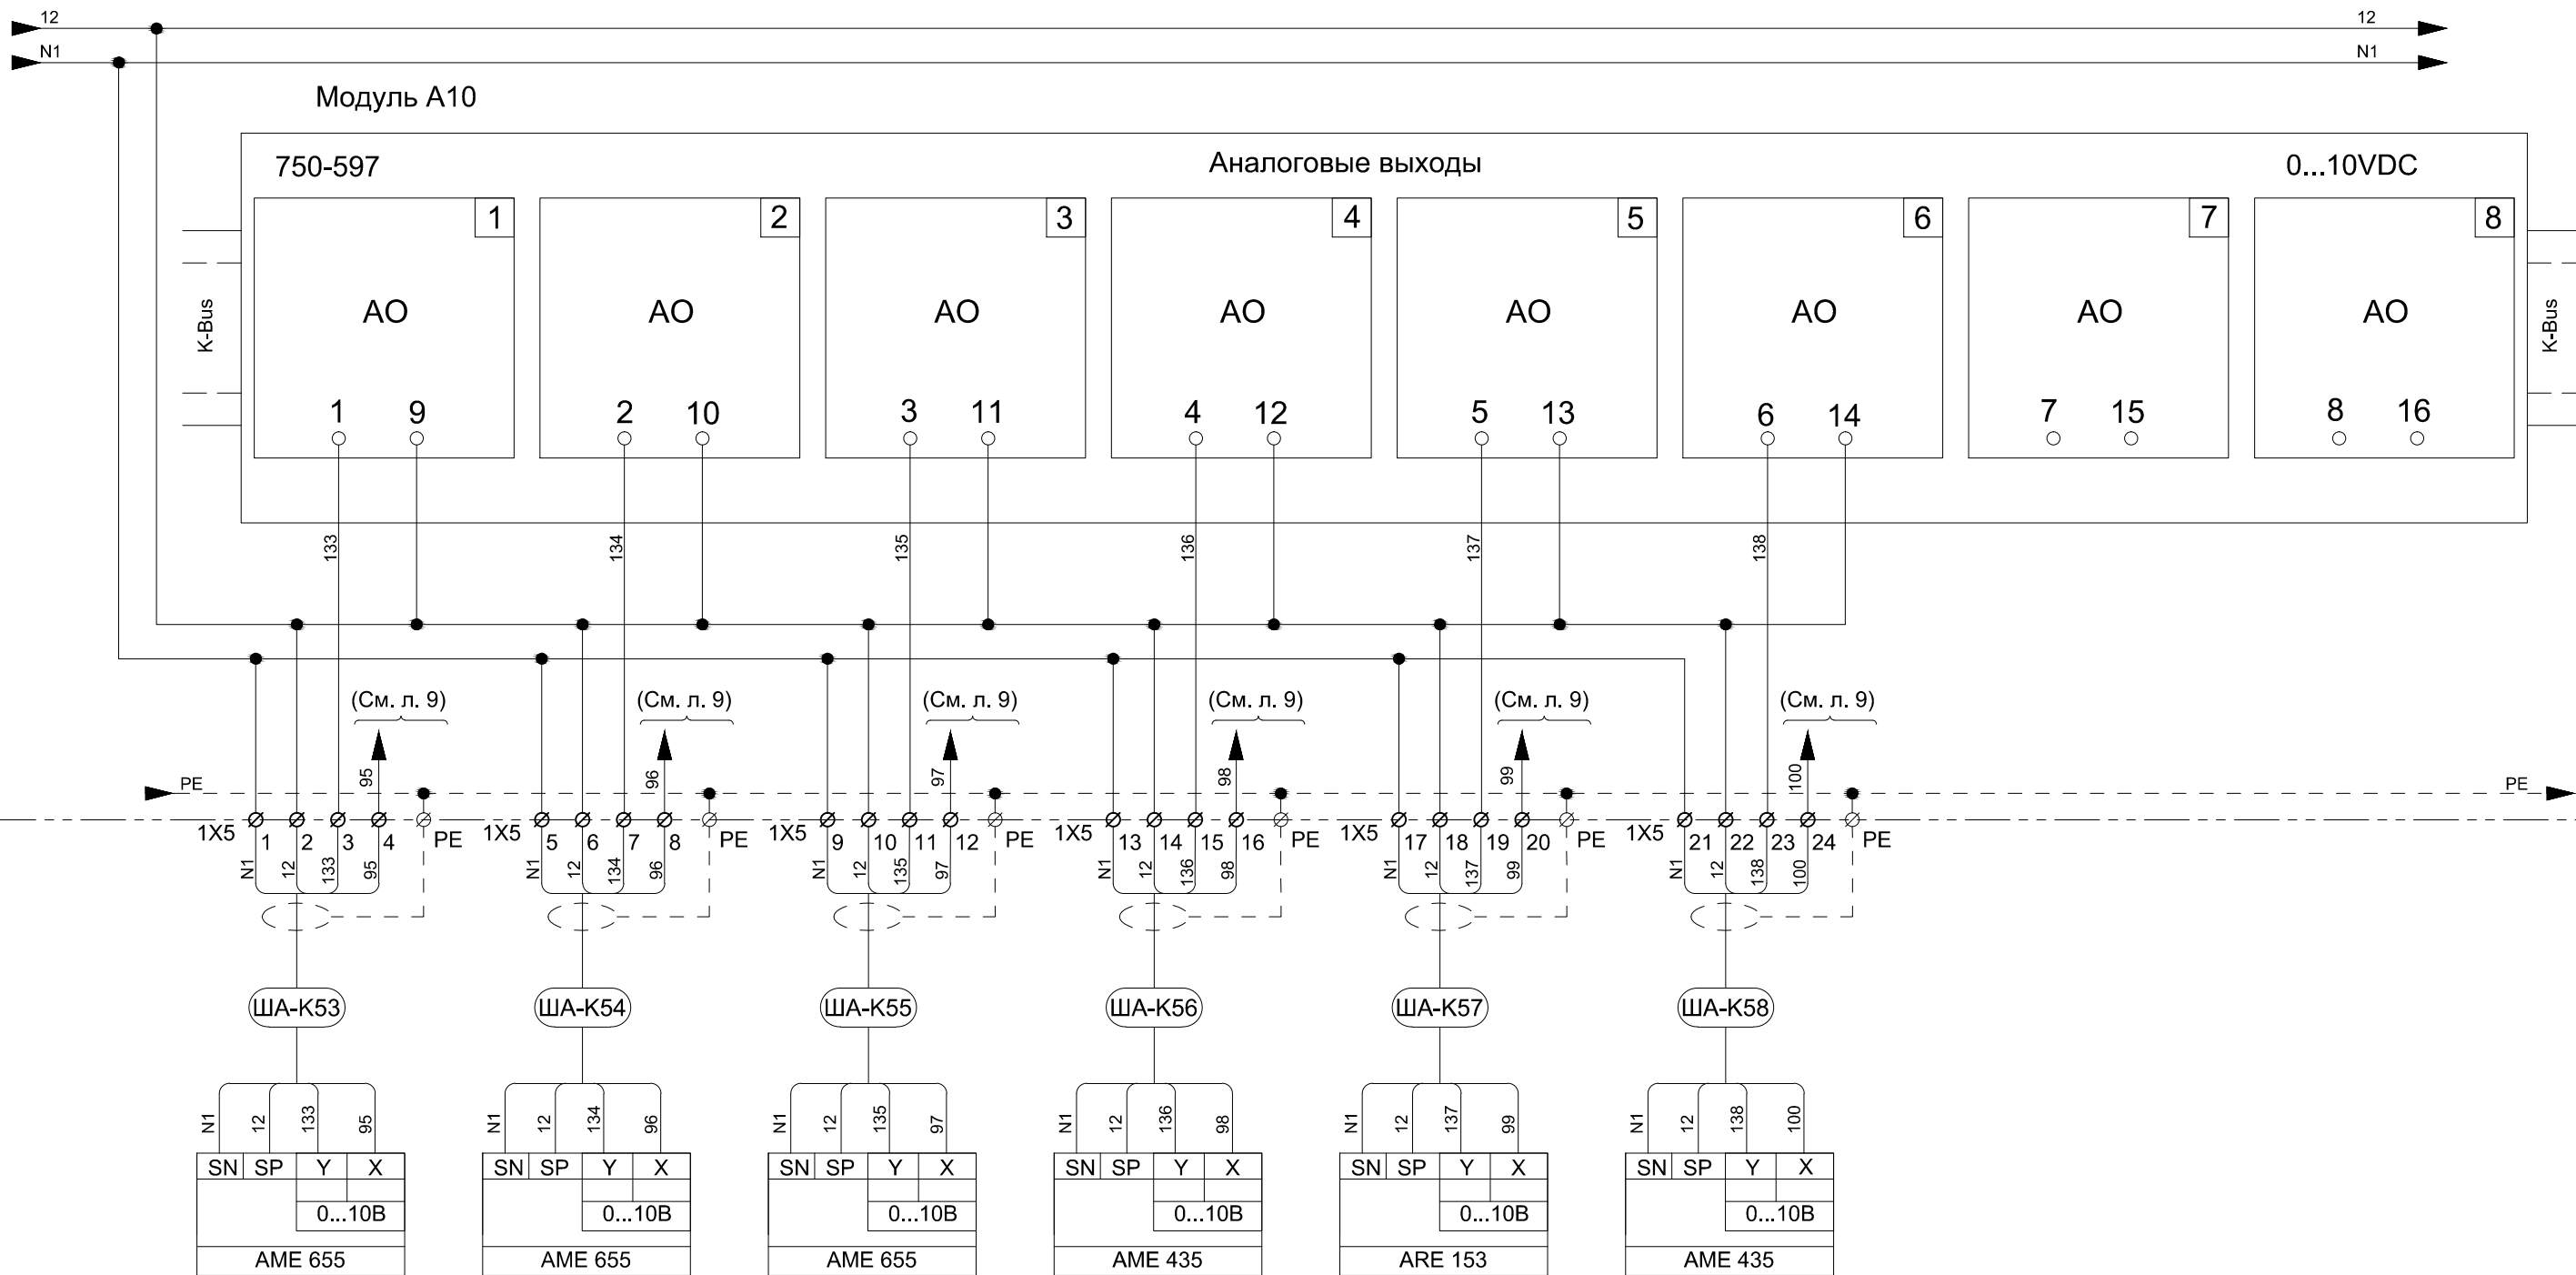 12 12
N1 N1
Модуль А10
750-597 Аналоговые выходы 0...10VDC
1 2 3 4 5 6 7 8
K-Bus AO AO AO AO AO AO AO AO K-Bus
1 9 2 10 3 11 4 12 5 13 6 14 7 15 8 16
133 134 135 136 137 138
(См. л. 9) (См. л. 9) (См. л. 9) (См. л. 9) (См. л. 9) (См. л. 9)
95 96 97 98 99 100
PE PE
1X5 1 2 3 4 PE 1X5 5 6 7 8 PE 1X5 9 10 11 12 PE 1X5 13 14 15 16 PE 1X5 17 18 19 20 PE 1X5 21 22 23 24 PE
N1 12 133 95 N1 12 134 96 N1 12 135 97 N1 12 136 98 N1 12 137 99 N1 12 138 100
ША-К53 ША-К54 ША-К55 ША-К56 ША-К57 ША-К58
N1 12 133 95 N1 12 134 96 N1 12 135 97 N1 12 136 98 N1 12 137 99 N1 12 138 100
SN SP Y X SN SP Y X SN SP Y X SN SP Y X SN SP Y X SN SP Y X
0...10В 0...10В 0...10В 0...10В 0...10В 0...10В
AME 655 AME 655 AME 655 AME 435 ARE 153 AME 435